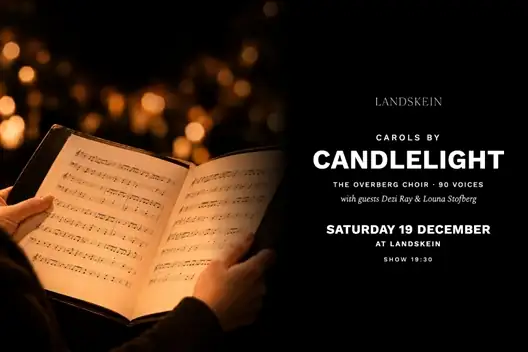 LANDSKEIN
CAROLS BY
CANDLELIGHT
THE OVERBERG CHOIR · 90 VOICES
with guests Dezi Ray & Louna Stofberg
SATURDAY 19 DECEMBER
AT LANDSKEIN
SHOW 19:30